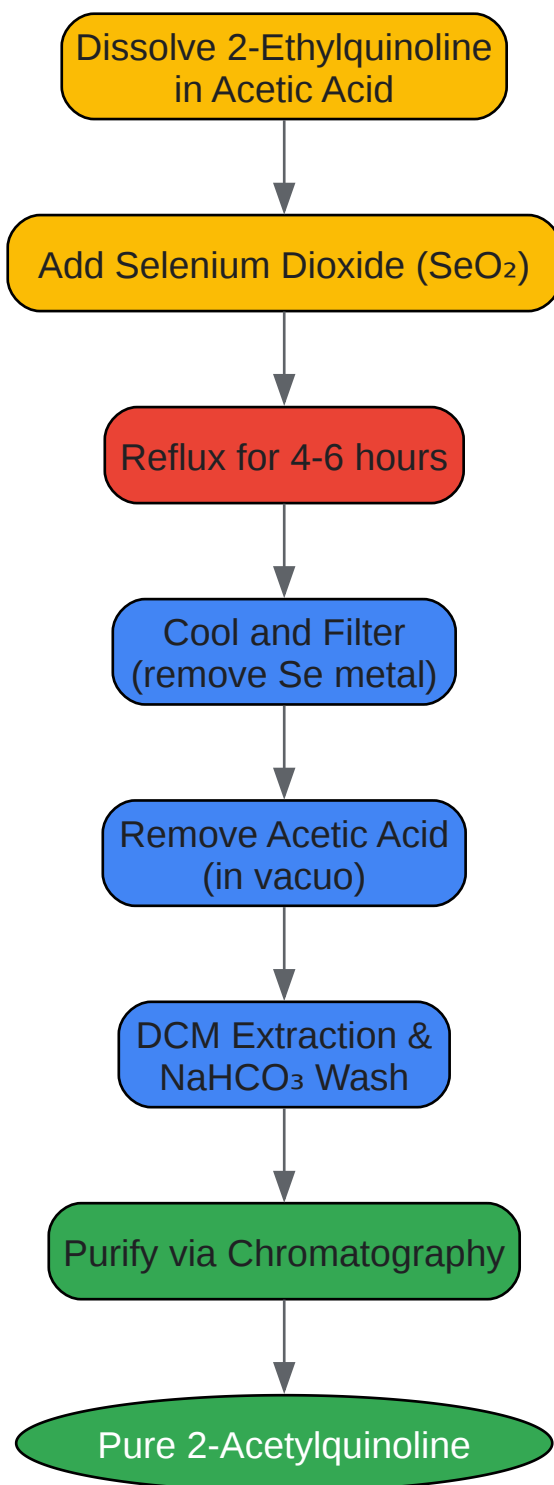 Dissolve 2-Ethylquinoline
in Acetic Acid
Add Selenium Dioxide (SeO₂)
Reflux for 4-6 hours
Cool and Filter
(remove Se metal)
Remove Acetic Acid
(in vacuo)
DCM Extraction &
NaHCO₃ Wash
Purify via Chromatography
Pure 2-Acetylquinoline